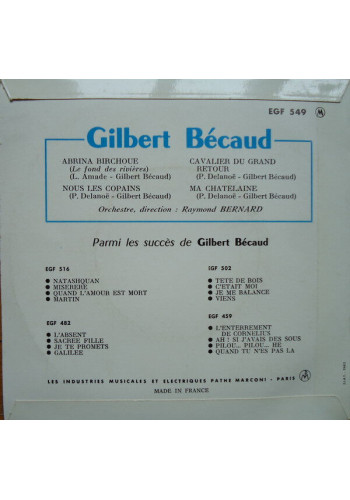 EGF 549 M
Gilbert Bécaud
ABRINA BIRCHOUE
(Le fond des rivières)
(L. Amade - Gilbert Bécaud)
NOUS LES COPAINS
(P. Delanoë - Gilbert Bécaud)
CAVALIER DU GRAND
RETOUR
(P. Delanoë - Gilbert Bécaud)
MA CHATELAINE
(P. Delanoë - Gilbert Bécaud)
Orchestre, direction : Raymond BERNARD
Parmi les succès de Gilbert Bécaud
EGF 516
● NATASHQUAN
● MISERERE
● QUAND L'AMOUR EST MORT
● MARTIN
EGF 502
● TETE DE BOIS
● C'ETAIT MOI
● JE ME BALANCE
● VIENS
EGF 482
● L'ABSENT
● SACREE FILLE
● JE TE PROMETS
● GALILEE
EGF 459
● L'ENTERREMENT
DE CORNELIUS
● AH ! SI J'AVAIS DES SOUS
● PILOU... PILOU... HE
● QUAND TU N'ES PAS LA
LES INDUSTRIES MUSICALES ET ELECTRIQUES PATHE MARCONI - PARIS
MADE IN FRANCE